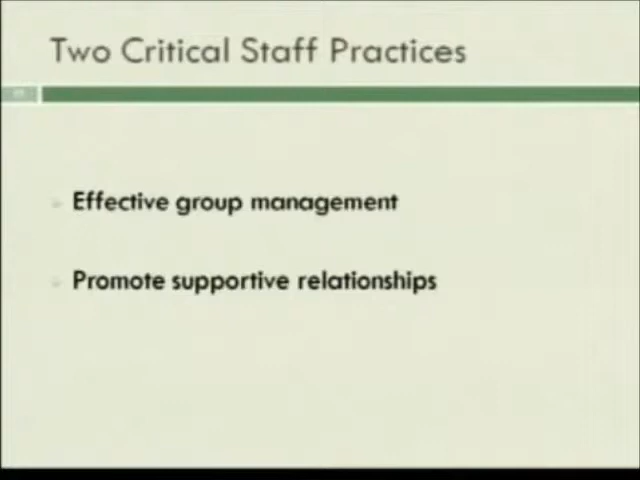 Two Critical Staff Practices
Effective group management
Promote supportive relationships